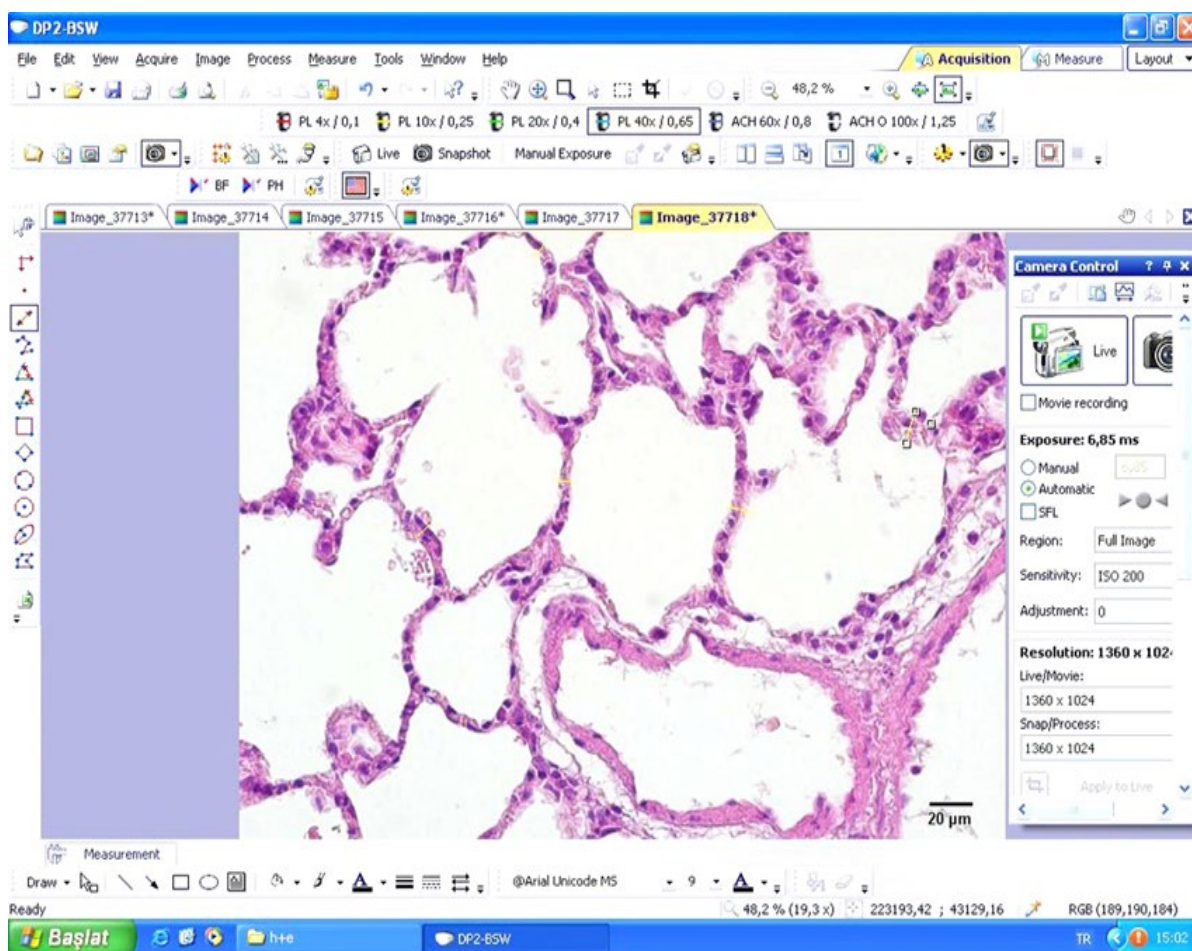 DP2-BSW
File Edit View Acquire Image Process Measure Tools Window Help
Acquisition Measure Layout
48,2 %
PL 4x / 0,1 PL 10x / 0,25 PL 20x / 0,4 PL 40x / 0,65 ACH 60x / 0,8 ACH O 100x / 1,25
Live Snapshot Manual Exposure
BF PH
Image_37713* Image_37714 Image_37715 Image_37716* Image_37717 Image_37718*
Camera Control
Live
Movie recording
Exposure: 6,85 ms
Manual 6,85
Automatic
SFL
Region: Full Image
Sensitivity: ISO 200
Adjustment: 0
Resolution: 1360 x 102
Live/Movie:
1360 x 1024
Snap/Process:
1360 x 1024
Apply to Live
20 µm
Measurement
Draw @Arial Unicode MS 9 A
Ready 48,2 % (19,3 x) 223193,42 ; 43129,16 RGB (189,190,184)
Başlat h+e DP2-BSW TR 15:02